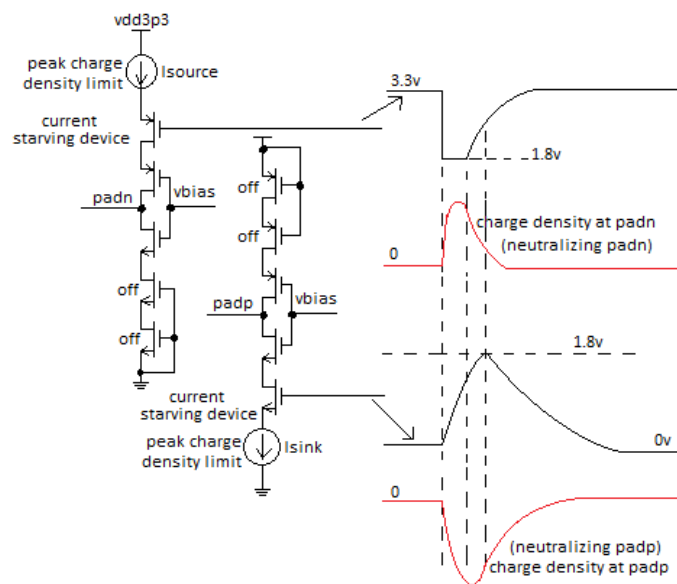 vdd3p3
peak charge
density limit
Isource
3.3v
current
starving device
1.8v
off
padn
vbias
off
charge density at padn
(neutralizing padn)
0
off
padp
vbias
off
1.8v
current
starving device
peak charge
density limit
Isink
0v
0
(neutralizing padp)
charge density at padp